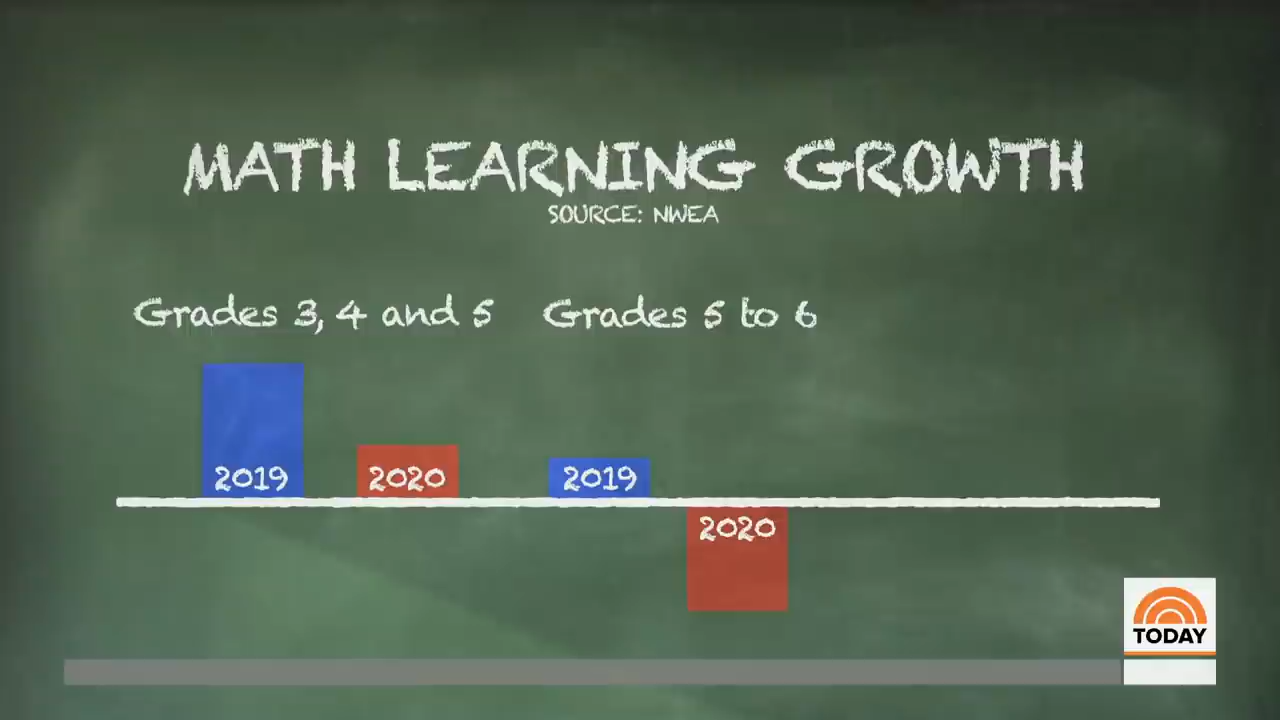 MATH LEARNING GROWTH
SOURCE: NWEA
Grades 3, 4 and 5
Grades 5 to 6
2019
2020
2019
2020
TODAY